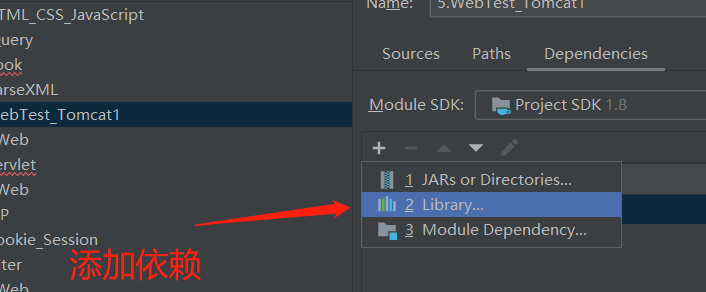 TML_CSS_JavaScript
Query
ook
arseXML
ebTest_Tomcat1
Web
ervlet
Web
P
ookie_Session
ter
Web
添加依赖
Name: 5.WebTest_Tomcat1
Sources Paths Dependencies
Module SDK: Project SDK 1.8
1 JARs or Directories...
2 Library...
3 Module Dependency...